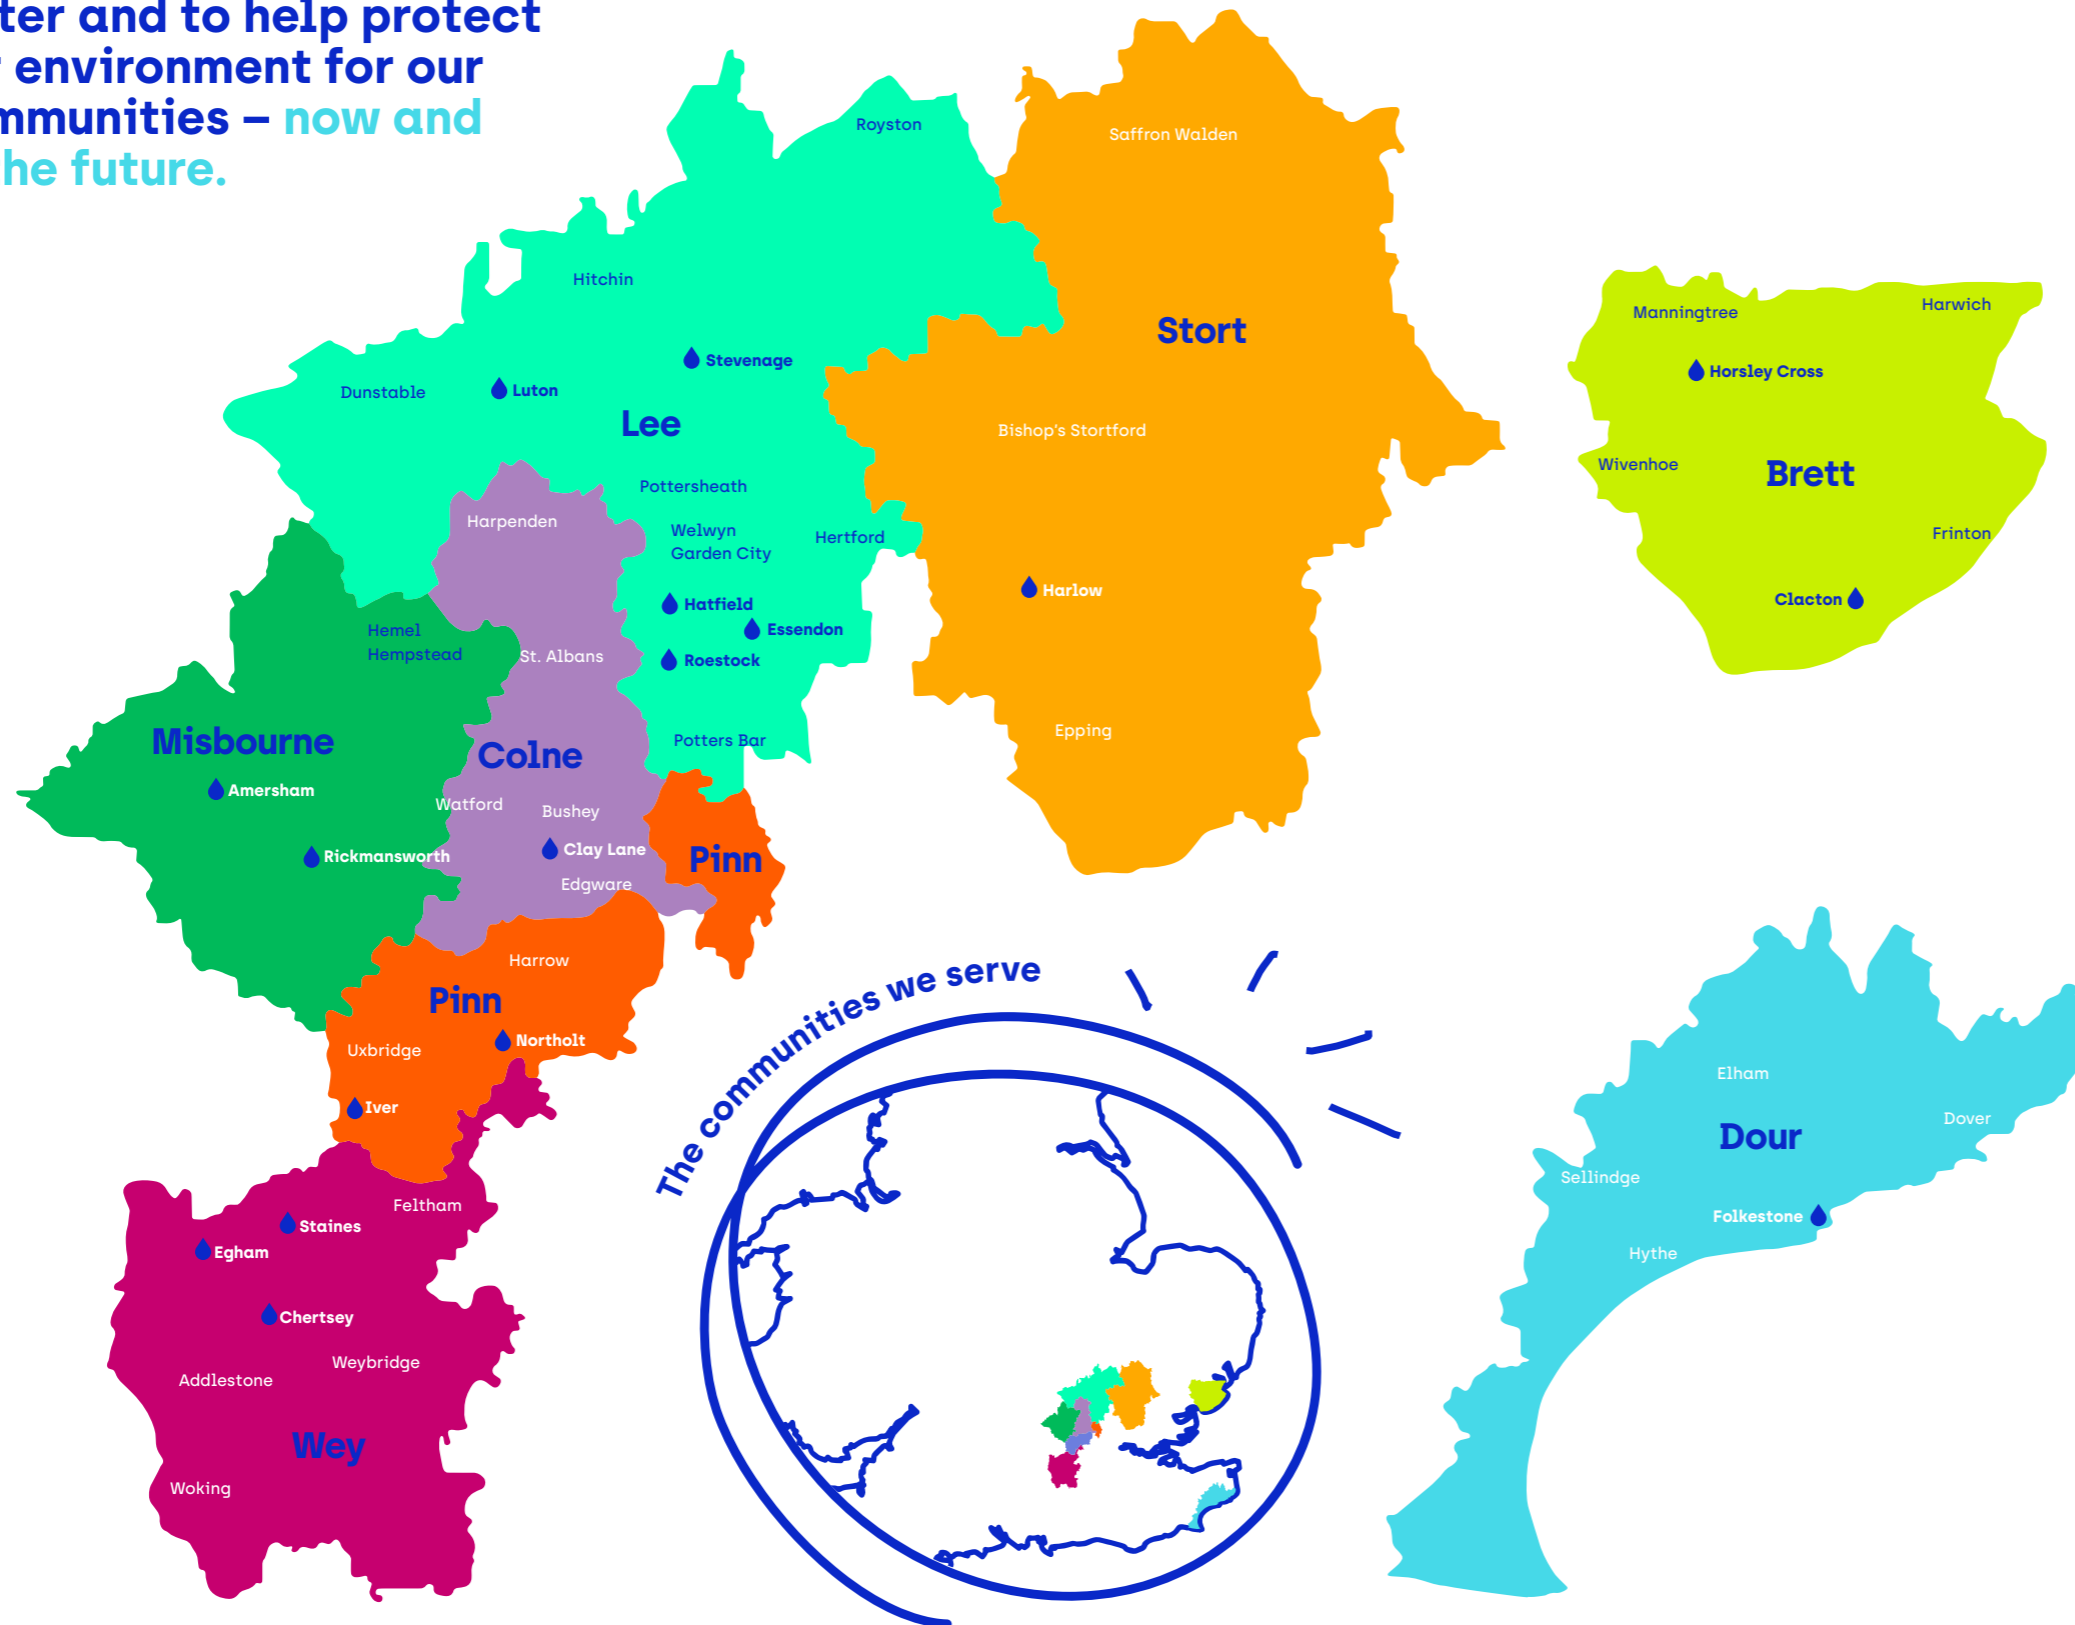 ter and to help protect
environment for our
mmunities – now and
he future.
Royston
Saffron Walden
Hitchin
Stort
Manningtree
Harwich
Stevenage
Horsley Cross
Dunstable
Luton
Lee
Bishop's Stortford
Wivenhoe
Brett
Pottersheath
Harpenden
Welwyn
Garden City
Hertford
Frinton
Harlow
Clacton
Hatfield
Essendon
Hemel
Hempstead
St. Albans
Roestock
Misbourne
Colne
Potters Bar
Epping
Amersham
Watford
Bushey
Rickmansworth
Clay Lane
Pinn
Edgware
Harrow
The communities we serve
Pinn
Northolt
Uxbridge
Elham
Iver
Dover
Dour
Sellindge
Feltham
Staines
Folkestone
Egham
Hythe
Chertsey
Weybridge
Addlestone
Wey
Woking